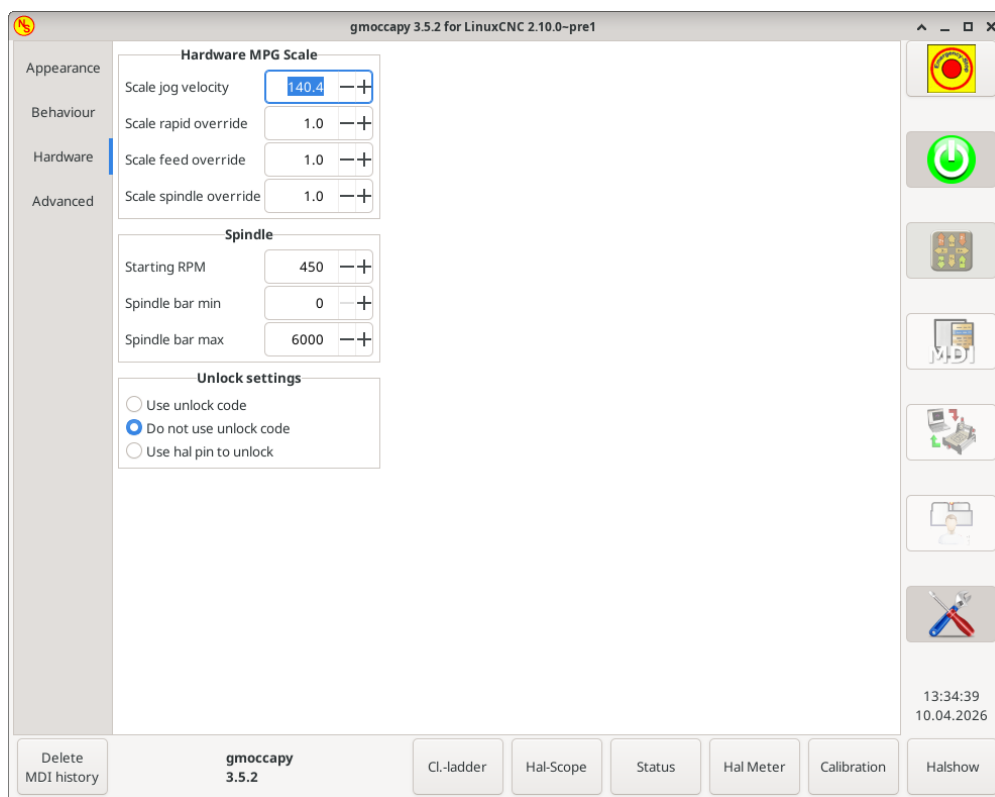 NS
gmoccapy 3.5.2 for LinuxCNC 2.10.0~pre1
Appearance
Behaviour
Hardware
Advanced
Hardware MPG Scale
Scale jog velocity 140.4
Scale rapid override 1.0
Scale feed override 1.0
Scale spindle override 1.0
Spindle
Starting RPM 450
Spindle bar min 0
Spindle bar max 6000
Unlock settings
Use unlock code
Do not use unlock code
Use hal pin to unlock
MDI
13:34:39
10.04.2026
Delete
MDI history
gmoccapy
3.5.2
Cl.-ladder
Hal-Scope
Status
Hal Meter
Calibration
Halshow